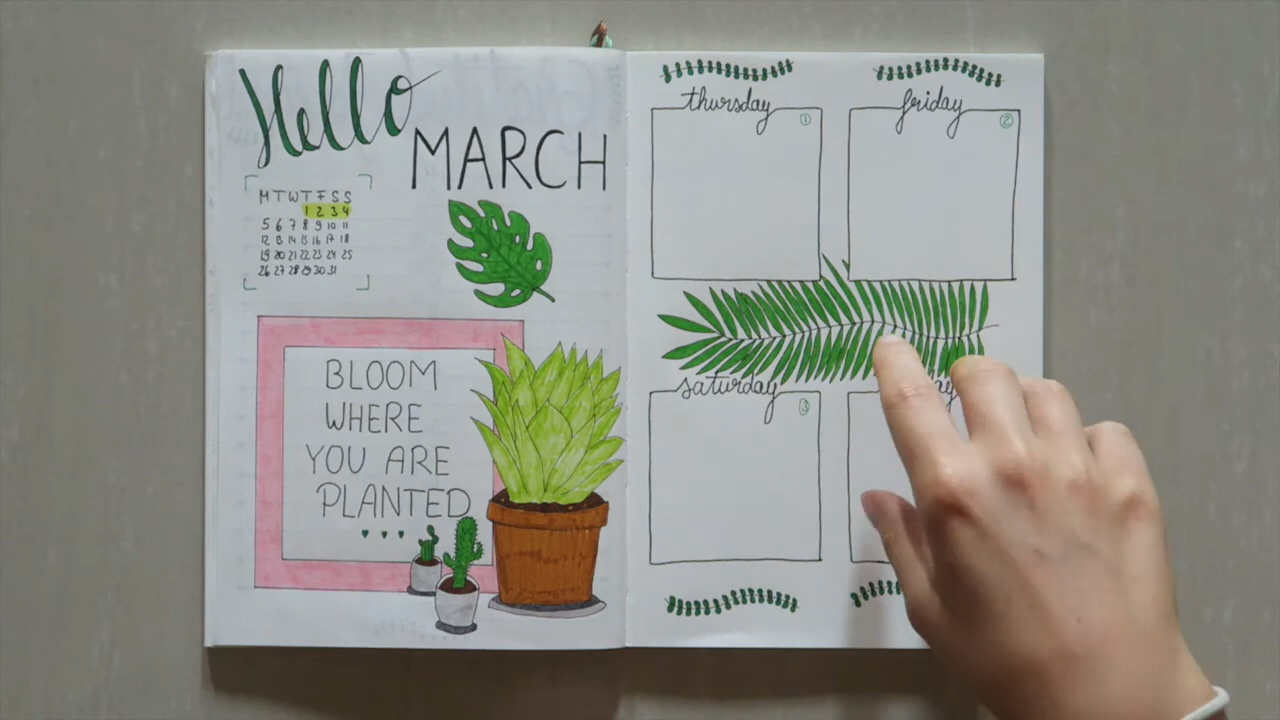 Hello
MARCH
M T W T F S S
1 2 3 4
5 6 7 8 9 10 11
12 13 14 15 16 17 18
19 20 21 22 23 24 25
26 27 28 29 30 31
BLOOM
WHERE
YOU ARE
PLANTED
thursday
1
friday
2
saturday
3